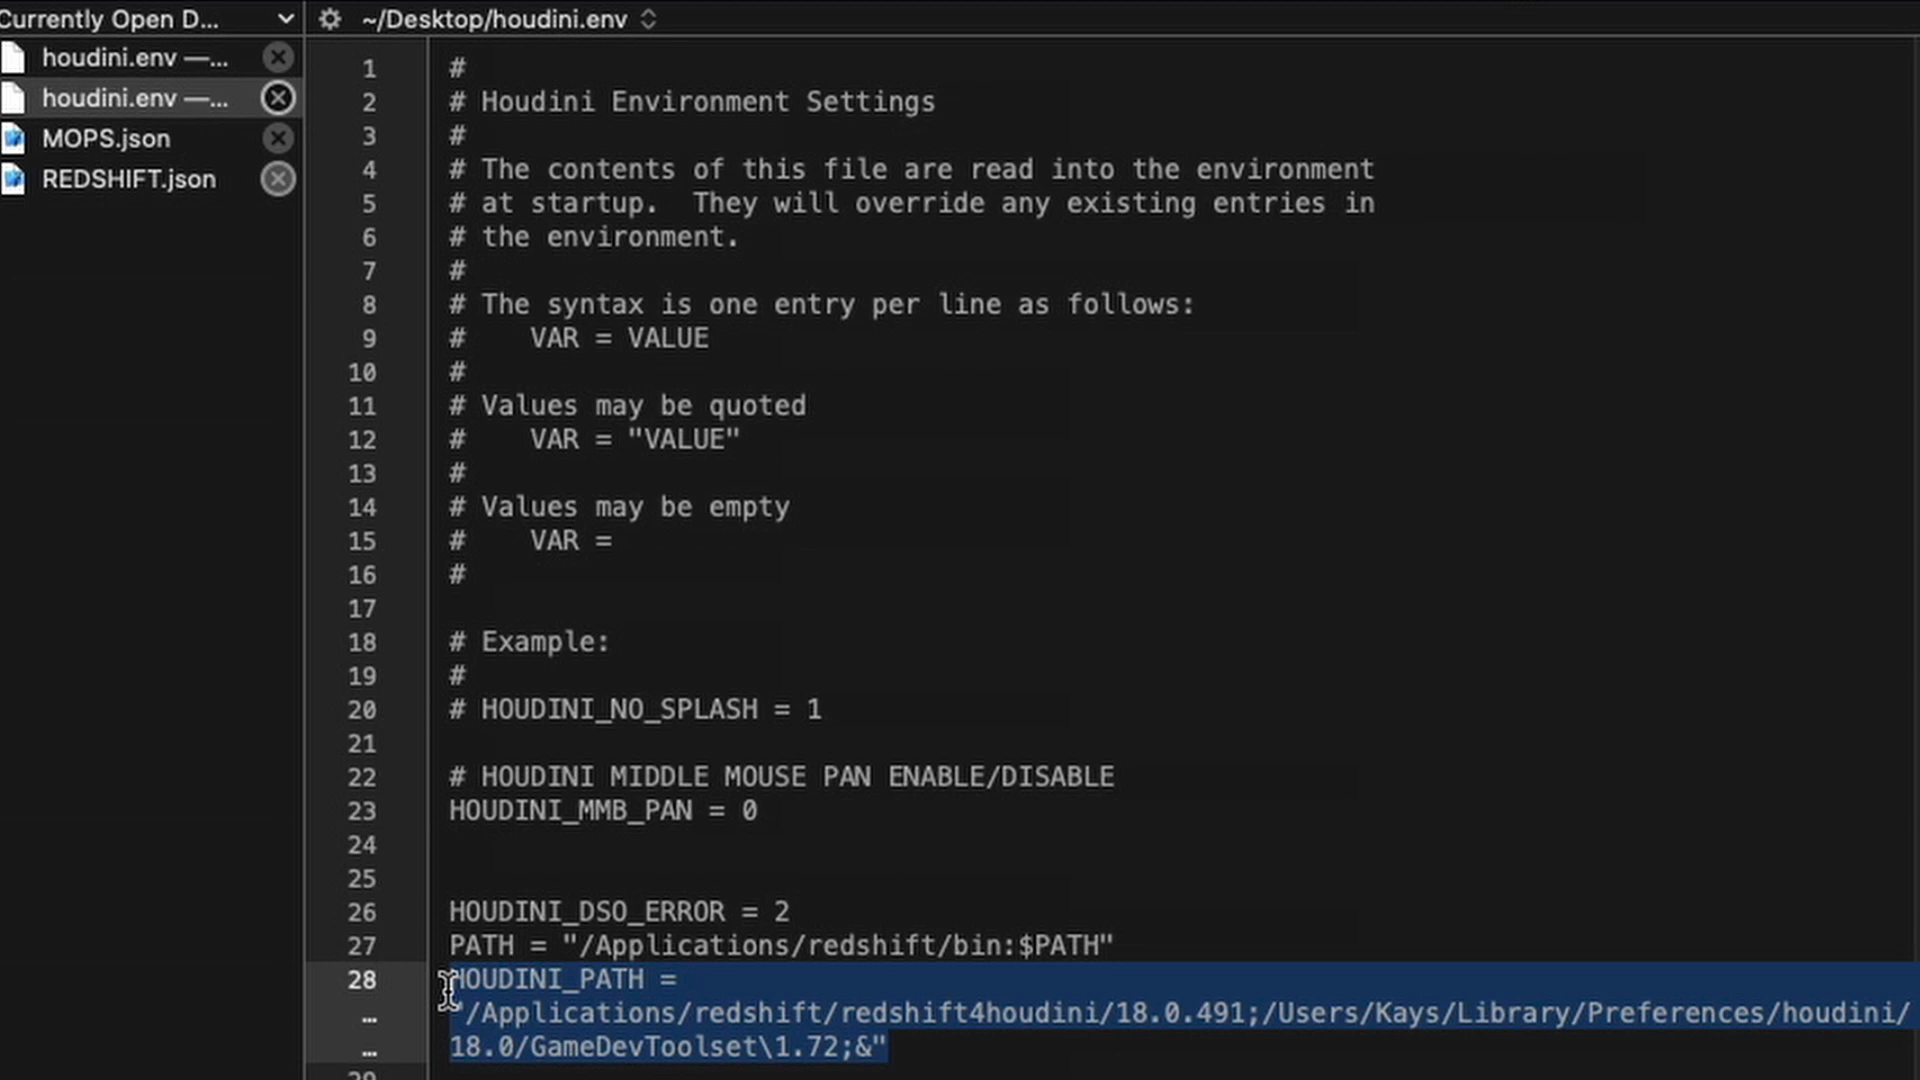 Currently Open D...
~/Desktop/houdini.env
houdini.env —...
houdini.env —...
MOPS.json
REDSHIFT.json
1 #
2 # Houdini Environment Settings
3 #
4 # The contents of this file are read into the environment
5 # at startup.  They will override any existing entries in
6 # the environment.
7 #
8 # The syntax is one entry per line as follows:
9 #    VAR = VALUE
10 #
11 # Values may be quoted
12 #    VAR = "VALUE"
13 #
14 # Values may be empty
15 #    VAR =
16 #
17
18 # Example:
19 #
20 # HOUDINI_NO_SPLASH = 1
21
22 # HOUDINI MIDDLE MOUSE PAN ENABLE/DISABLE
23 HOUDINI_MMB_PAN = 0
24
25
26 HOUDINI_DSO_ERROR = 2
27 PATH = "/Applications/redshift/bin:$PATH"
28 HOUDINI_PATH =
… "/Applications/redshift/redshift4houdini/18.0.491;/Users/Kays/Library/Preferences/houdini/
… 18.0/GameDevToolset\1.72;&"
29